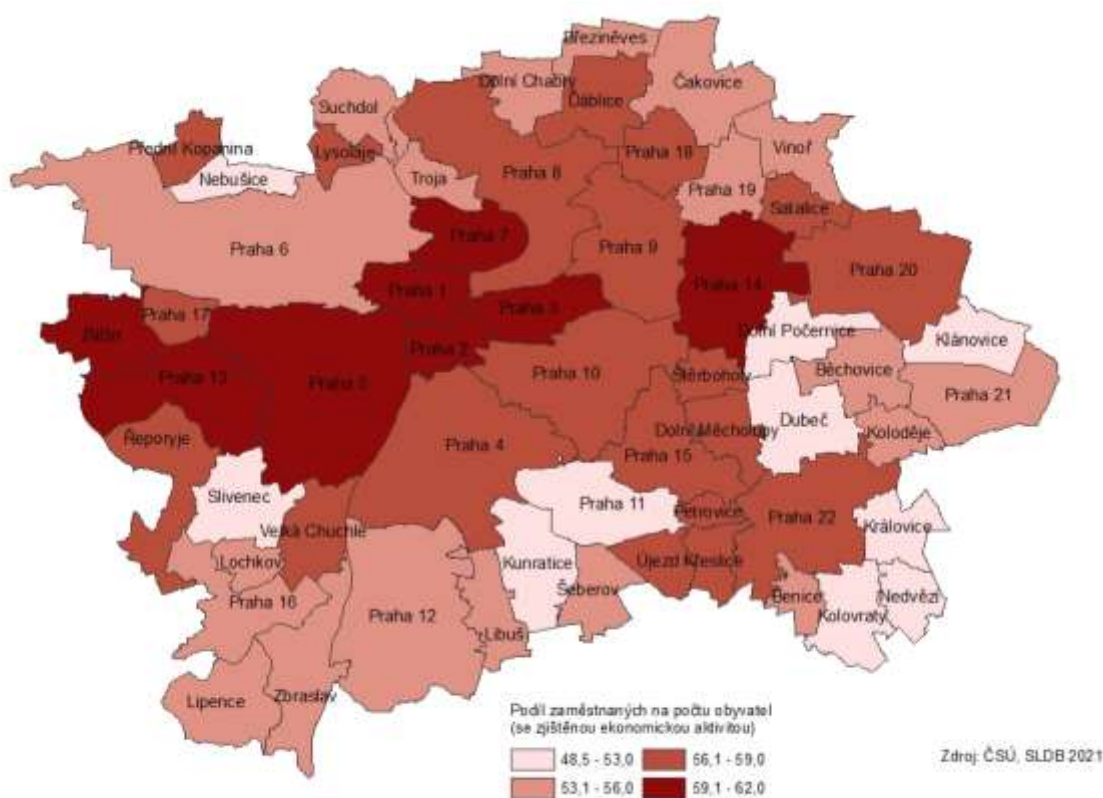 Březiněves
Dolní Chabry
Čakovice
Ďáblice
Suchdol
Přední Kopanina
Lysolaje
Praha 18
Vinoř
Nebušice
Troja
Praha 8
Praha 19
Satalice
Praha 6
Praha 7
Praha 9
Praha 20
Praha 1
Praha 14
Praha 17
Praha 3
Zličín
Dolní Počernice
Klánovice
Praha 2
Praha 13
Praha 5
Praha 10
Štěrboholy
Běchovice
Praha 21
Dubeč
Řeporyje
Praha 4
Dolní Měcholupy
Koloděje
Praha 15
Slivenec
Praha 11
Petrovice
Praha 22
Velká Chuchle
Královice
Lochkov
Kunratice
Újezd
Křeslice
Šeberov
Praha 16
Benice
Nedvězí
Praha 12
Kolovraty
Libuš
Lipence
Zbraslav
Podíl zaměstnaných na počtu obyvatel
(se zjištěnou ekonomickou aktivitou)
48,5 - 53,0
56,1 - 59,0
53,1 - 56,0
59,1 - 62,0
Zdroj: ČSÚ, SLDB 2021